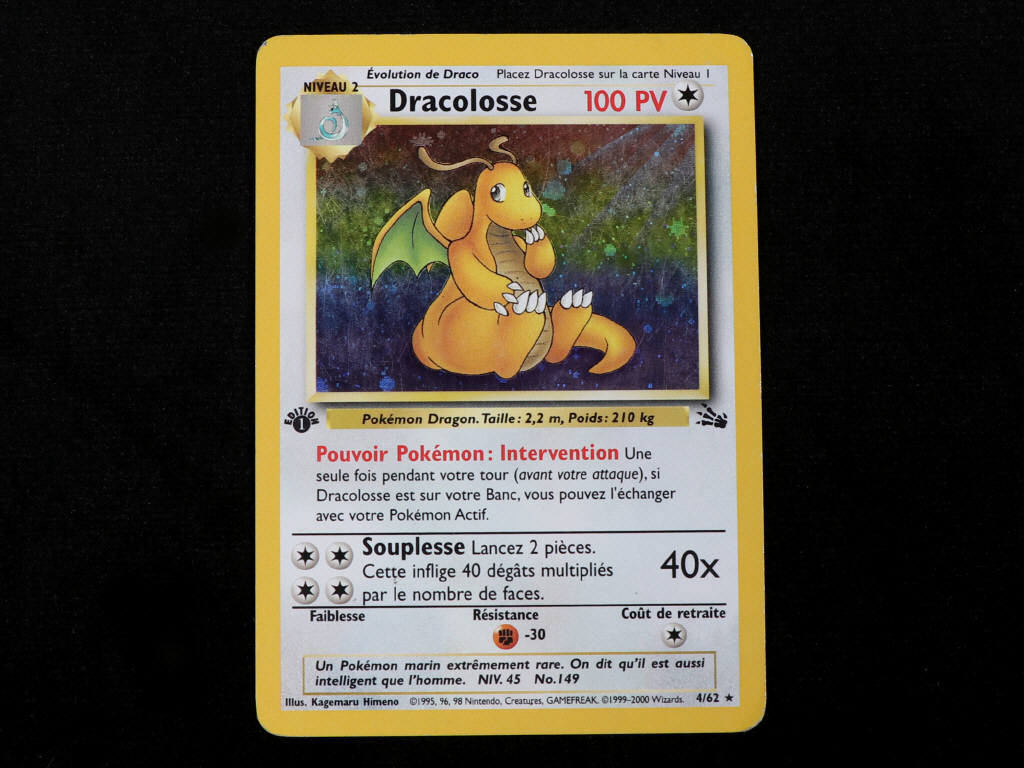 Évolution de Draco Placez Dracolosse sur la carte Niveau 1
NIVEAU 2
Dracolosse 100 PV
EDITION
1
Pokémon Dragon. Taille: 2,2 m, Poids: 210 kg
Pouvoir Pokémon: Intervention Une
seule fois pendant votre tour (avant votre attaque), si
Dracolosse est sur votre Banc, vous pouvez l'échanger
avec votre Pokémon Actif.
Souplesse Lancez 2 pièces.
Cette inflige 40 dégâts multipliés
par le nombre de faces.
40x
Faiblesse Résistance Coût de retraite
-30
Un Pokémon marin extrêmement rare. On dit qu'il est aussi
intelligent que l'homme. NIV. 45 No.149
Illus. Kagemaru Himeno ©1995, 96, 98 Nintendo, Creatures, GAMEFREAK. ©1999-2000 Wizards. 4/62 ★